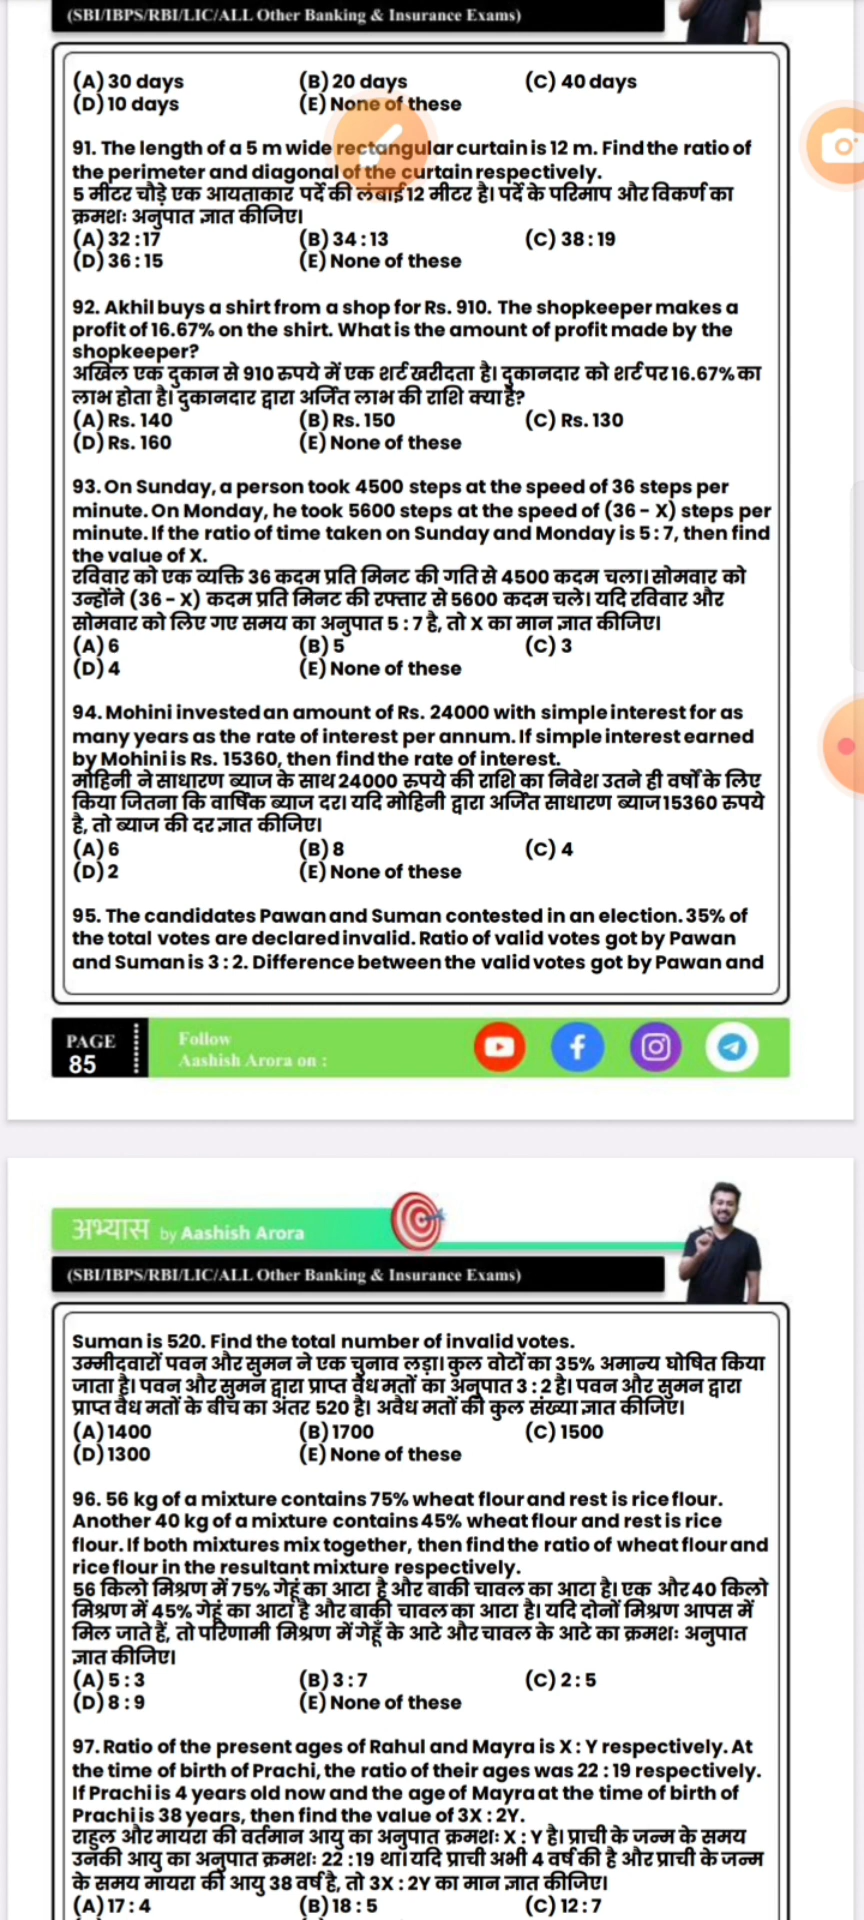 (SBI/IBPS/RBI/LIC/ALL Other Banking & Insurance Exams)
(A) 30 days (B) 20 days (C) 40 days
(D) 10 days (E) None of these
91. The length of a 5 m wide rectangular curtain is 12 m. Find the ratio of
the perimeter and diagonal of the curtain respectively.
5 मीटर चौड़े एक आयताकार पर्दे की लंबाई 12 मीटर है। पर्दे के परिमाप और विकर्ण का
क्रमशः अनुपात ज्ञात कीजिए।
(A) 32 : 17 (B) 34 : 13 (C) 38 : 19
(D) 36 : 15 (E) None of these
92. Akhil buys a shirt from a shop for Rs. 910. The shopkeeper makes a
profit of 16.67% on the shirt. What is the amount of profit made by the
shopkeeper?
अखिल एक दुकान से 910 रुपये में एक शर्ट खरीदता है। दुकानदार को शर्ट पर 16.67% का
लाभ होता है। दुकानदार द्वारा अर्जित लाभ की राशि क्या है?
(A) Rs. 140 (B) Rs. 150 (C) Rs. 130
(D) Rs. 160 (E) None of these
93. On Sunday, a person took 4500 steps at the speed of 36 steps per
minute. On Monday, he took 5600 steps at the speed of (36 - X) steps per
minute. If the ratio of time taken on Sunday and Monday is 5 : 7, then find
the value of X.
रविवार को एक व्यक्ति 36 कदम प्रति मिनट की गति से 4500 कदम चला। सोमवार को
उन्होंने (36 - X) कदम प्रति मिनट की रफ्तार से 5600 कदम चले। यदि रविवार और
सोमवार को लिए गए समय का अनुपात 5 : 7 है, तो X का मान ज्ञात कीजिए।
(A) 6 (B) 5 (C) 3
(D) 4 (E) None of these
94. Mohini invested an amount of Rs. 24000 with simple interest for as
many years as the rate of interest per annum. If simple interest earned
by Mohini is Rs. 15360, then find the rate of interest.
मोहिनी ने साधारण ब्याज के साथ 24000 रुपये की राशि का निवेश उतने ही वर्षों के लिए
किया जितना कि वार्षिक ब्याज दर। यदि मोहिनी द्वारा अर्जित साधारण ब्याज 15360 रुपये
है, तो ब्याज की दर ज्ञात कीजिए।
(A) 6 (B) 8 (C) 4
(D) 2 (E) None of these
95. The candidates Pawan and Suman contested in an election. 35% of
the total votes are declared invalid. Ratio of valid votes got by Pawan
and Suman is 3 : 2. Difference between the valid votes got by Pawan and
PAGE
85
Follow
Aashish Arora on :
अभ्यास by Aashish Arora
(SBI/IBPS/RBI/LIC/ALL Other Banking & Insurance Exams)
Suman is 520. Find the total number of invalid votes.
उम्मीदवारों पवन और सुमन ने एक चुनाव लड़ा। कुल वोटों का 35% अमान्य घोषित किया
जाता है। पवन और सुमन द्वारा प्राप्त वैध मतों का अनुपात 3 : 2 है। पवन और सुमन द्वारा
प्राप्त वैध मतों के बीच का अंतर 520 है। अवैध मतों की कुल संख्या ज्ञात कीजिए।
(A) 1400 (B) 1700 (C) 1500
(D) 1300 (E) None of these
96. 56 kg of a mixture contains 75% wheat flour and rest is rice flour.
Another 40 kg of a mixture contains 45% wheat flour and rest is rice
flour. If both mixtures mix together, then find the ratio of wheat flour and
rice flour in the resultant mixture respectively.
56 किलो मिश्रण में 75% गेहूं का आटा है और बाकी चावल का आटा है। एक और 40 किलो
मिश्रण में 45% गेहूं का आटा है और बाकी चावल का आटा है। यदि दोनों मिश्रण आपस में
मिल जाते हैं, तो परिणामी मिश्रण में गेहूँ के आटे और चावल के आटे का क्रमशः अनुपात
ज्ञात कीजिए।
(A) 5 : 3 (B) 3 : 7 (C) 2 : 5
(D) 8 : 9 (E) None of these
97. Ratio of the present ages of Rahul and Mayra is X : Y respectively. At
the time of birth of Prachi, the ratio of their ages was 22 : 19 respectively.
If Prachi is 4 years old now and the age of Mayra at the time of birth of
Prachi is 38 years, then find the value of 3X : 2Y.
राहुल और मायरा की वर्तमान आयु का अनुपात क्रमशः X : Y है। प्राची के जन्म के समय
उनकी आयु का अनुपात क्रमशः 22 : 19 था। यदि प्राची अभी 4 वर्ष की है और प्राची के जन्म
के समय मायरा की आयु 38 वर्ष है, तो 3X : 2Y का मान ज्ञात कीजिए।
(A) 17 : 4 (B) 18 : 5 (C) 12 : 7